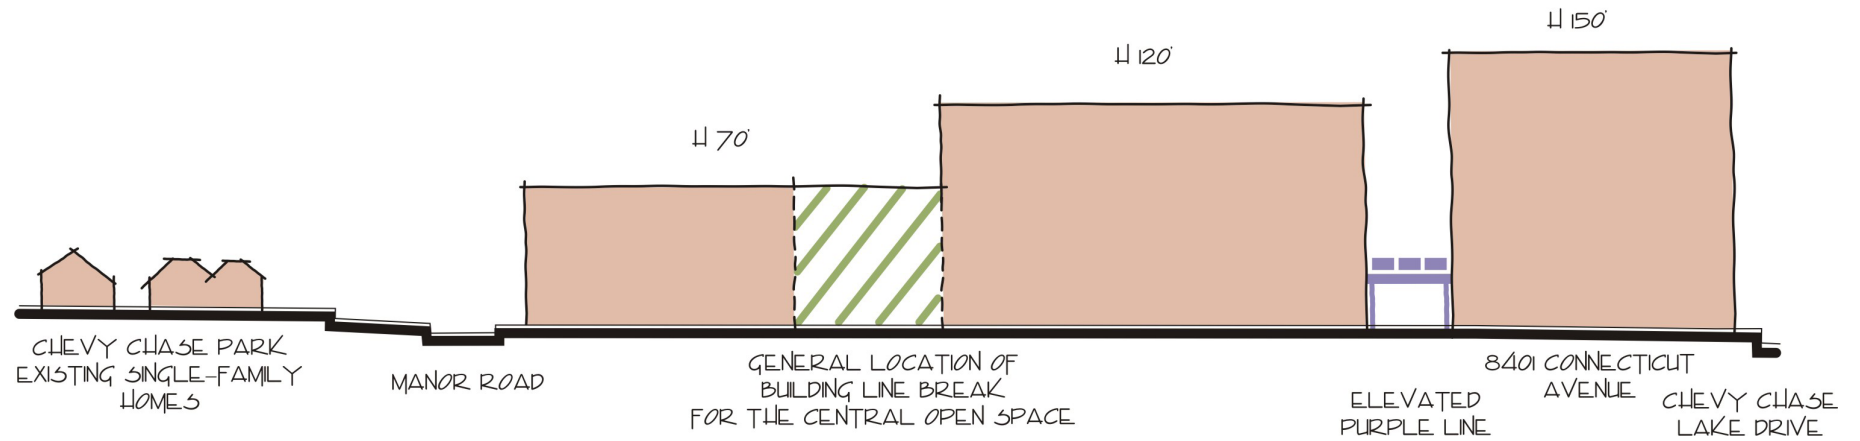 H 150'
H 120'
H 70'
CHEVY CHASE PARK
EXISTING SINGLE-FAMILY
HOMES
MANOR ROAD
GENERAL LOCATION OF
BUILDING LINE BREAK
FOR THE CENTRAL OPEN SPACE
ELEVATED
PURPLE LINE
8401 CONNECTICUT
AVENUE
CHEVY CHASE
LAKE DRIVE